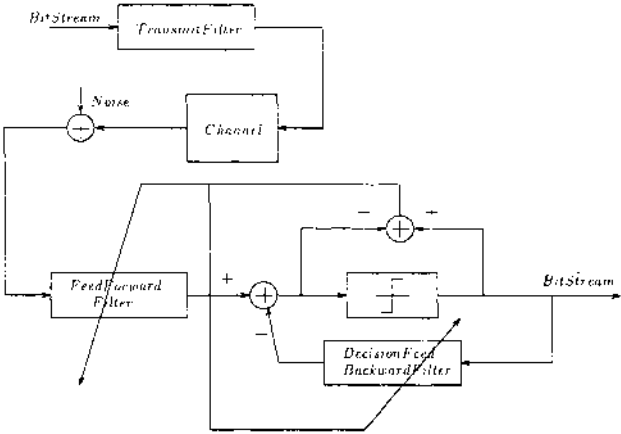 BitStream
TransmitFilter
Noise
Channel
+
− +
FeedForward
Filter
+
+
−
BitStream
DecisionFeed
BackwardFilter